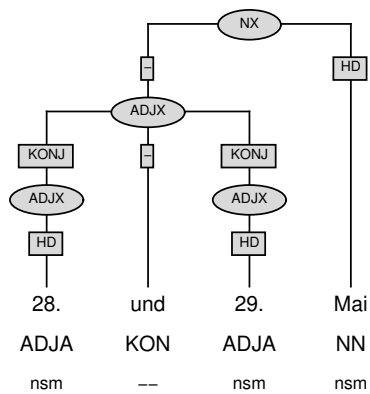 NX
– HD
ADJX
KONJ – KONJ
ADJX ADJX
HD HD
28. und 29. Mai
ADJA KON ADJA NN
nsm –– nsm nsm